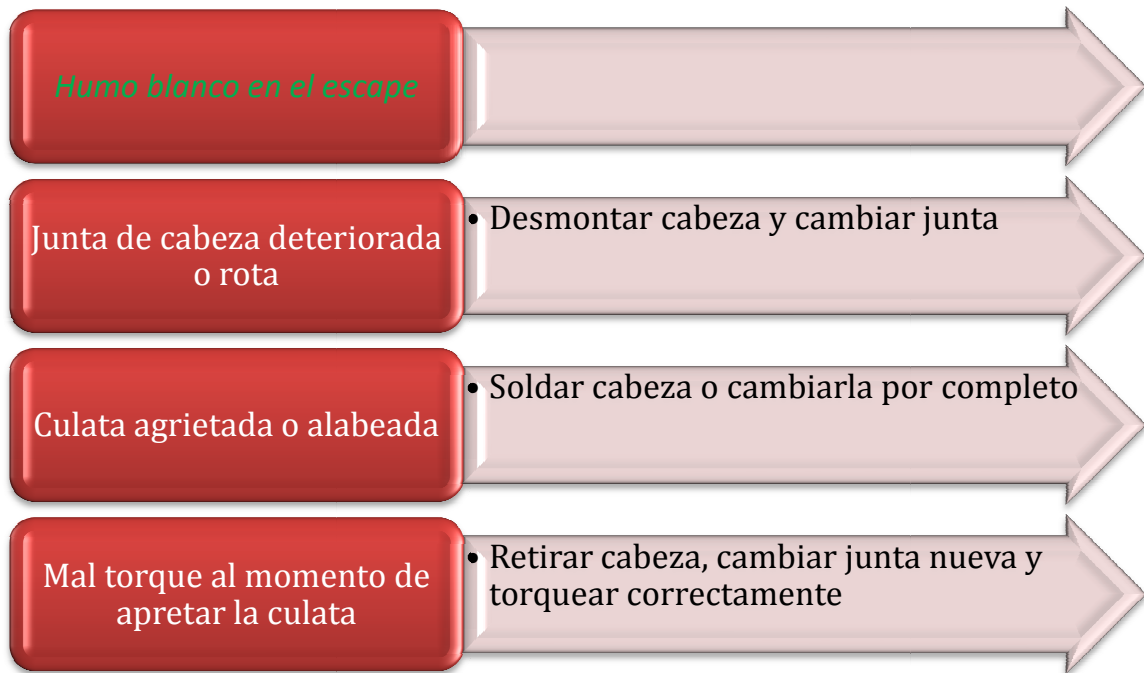 Humo blanco en el escape
Junta de cabeza deteriorada
o rota
• Desmontar cabeza y cambiar junta
Culata agrietada o alabeada
• Soldar cabeza o cambiarla por completo
Mal torque al momento de
apretar la culata
• Retirar cabeza, cambiar junta nueva y
torquear correctamente